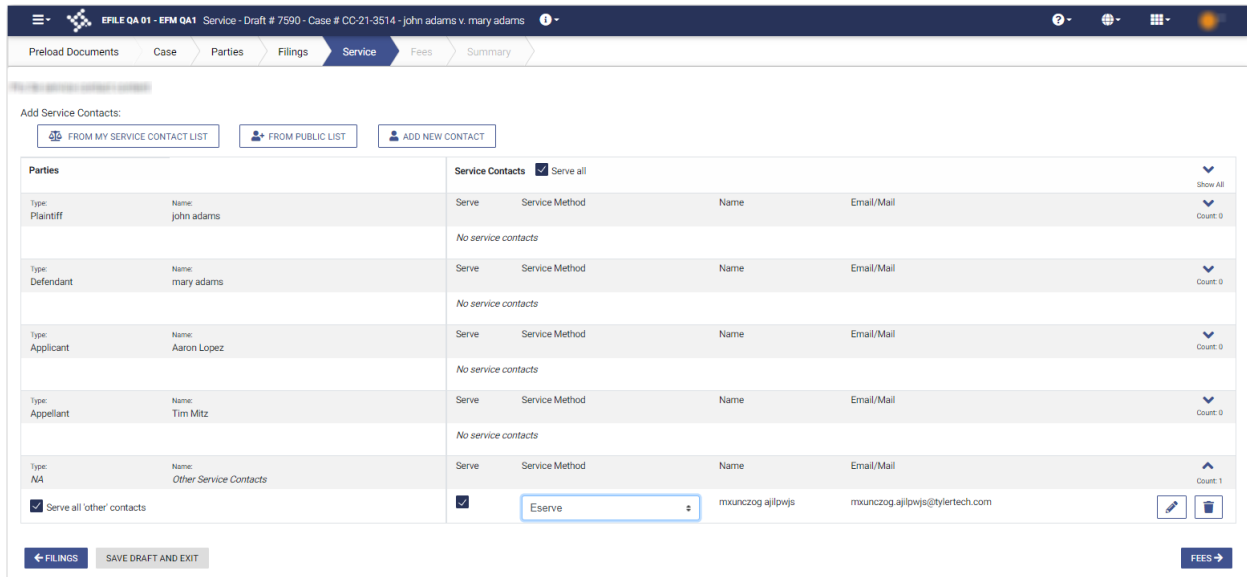 EFILE QA 01 - EFM QA1 Service - Draft # 7590 - Case # CC-21-3514 - john adams v. mary adams
Preload Documents Case Parties Filings Service Fees Summary
Add Service Contacts:
FROM MY SERVICE CONTACT LIST FROM PUBLIC LIST ADD NEW CONTACT
Parties Service Contacts Serve all
Show All
Type: Name: Serve Service Method Name Email/Mail
Plaintiff john adams Count: 0
No service contacts
Type: Name: Serve Service Method Name Email/Mail
Defendant mary adams Count: 0
No service contacts
Type: Name: Serve Service Method Name Email/Mail
Applicant Aaron Lopez Count: 0
No service contacts
Type: Name: Serve Service Method Name Email/Mail
Appellant Tim Mitz Count: 0
No service contacts
Type: Name: Serve Service Method Name Email/Mail
NA Other Service Contacts Count: 1
Serve all 'other' contacts Eserve mxunczog ajilpwjs mxunczog.ajilpwjs@tylertech.com
FILINGS SAVE DRAFT AND EXIT FEES